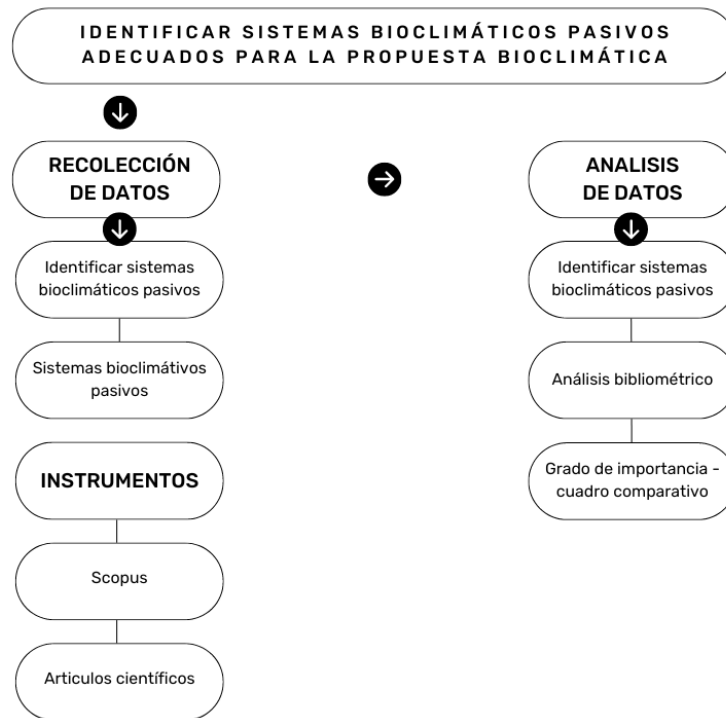 IDENTIFICAR SISTEMAS BIOCLIMÁTICOS PASIVOS
ADECUADOS PARA LA PROPUESTA BIOCLIMÁTICA
RECOLECCIÓN
DE DATOS
Identificar sistemas
bioclimáticos pasivos
Sistemas bioclimátivos
pasivos
INSTRUMENTOS
Scopus
Articulos científicos
ANALISIS
DE DATOS
Identificar sistemas
bioclimáticos pasivos
Análisis bibliométrico
Grado de importancia -
cuadro comparativo